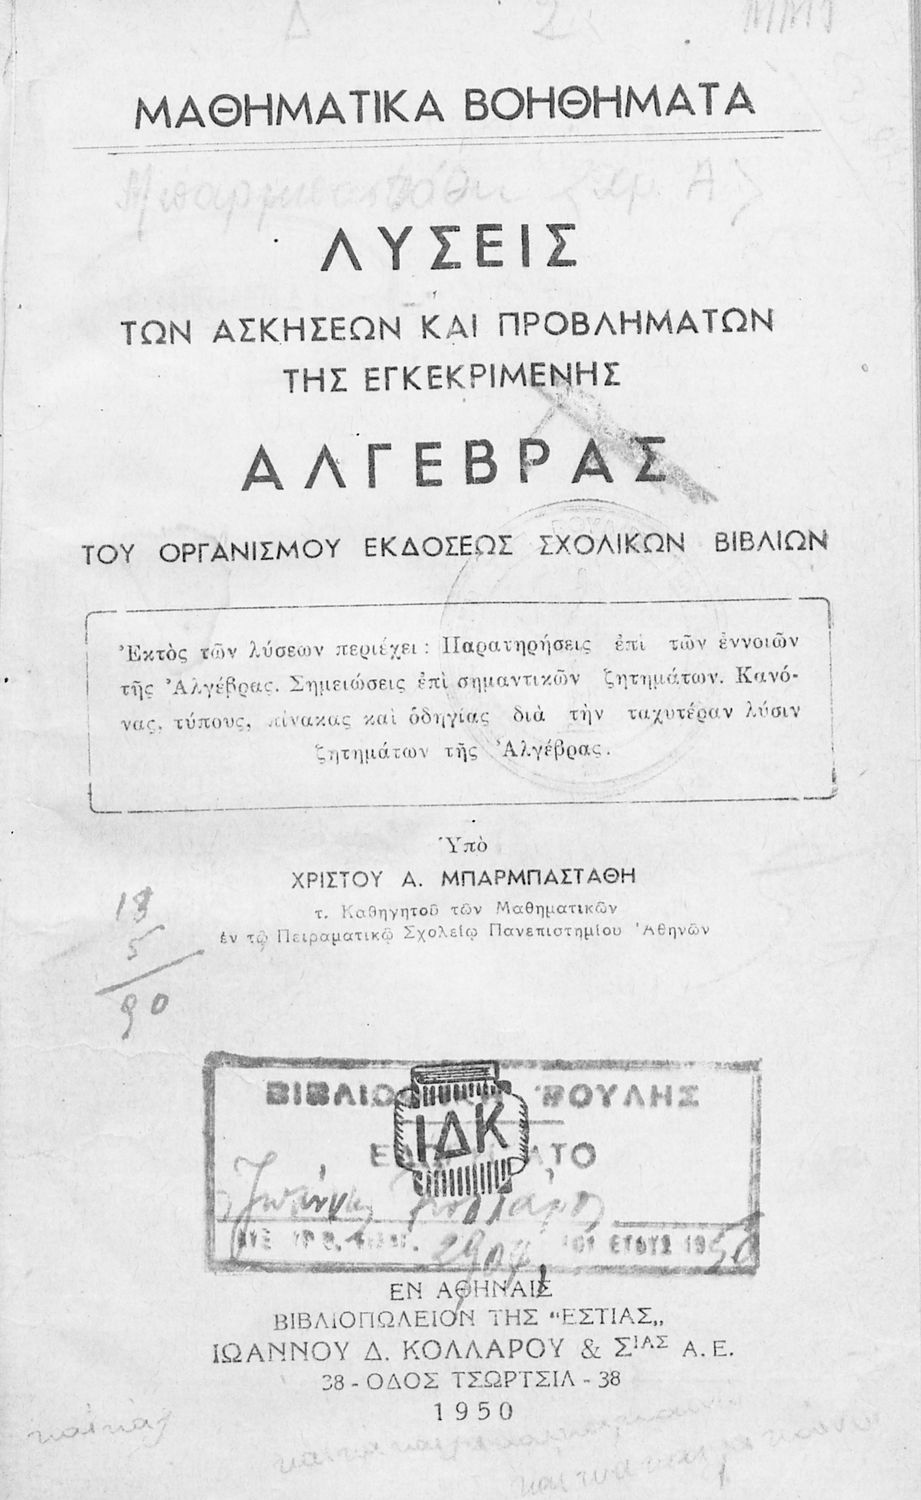 ΜΑΘΗΜΑΤΙΚΑ ΒΟΗΘΗΜΑΤΑ
ΛΥΣΕΙΣ
ΤΩΝ ΑΣΚΗΣΕΩΝ ΚΑΙ ΠΡΟΒΛΗΜΑΤΩΝ
ΤΗΣ ΕΓΚΕΚΡΙΜΕΝΗΣ
ΑΛΓΕΒΡΑΣ
ΤΟΥ ΟΡΓΑΝΙΣΜΟΥ ΕΚΔΟΣΕΩΣ ΣΧΟΛΙΚΩΝ ΒΙΒΛΙΩΝ
Ἐκτὸς τῶν λύσεων περιέχει : Παρατηρήσεις ἐπὶ τῶν ἐννοιῶν
τῆς Ἀλγέβρας. Σημειώσεις ἐπὶ σημαντικῶν ζητημάτων. Κανό-
νας, τύπους, πίνακας καὶ ὁδηγίας διὰ τὴν ταχυτέραν λύσιν
ζητημάτων τῆς Ἀλγέβρας.
Ὑπὸ
ΧΡΙΣΤΟΥ Α. ΜΠΑΡΜΠΑΣΤΑΘΗ
τ. Καθηγητοῦ τῶν Μαθηματικῶν
ἐν τῷ Πειραματικῷ Σχολείῳ Πανεπιστημίου Ἀθηνῶν
18
5
90
ΒΟΥΛΗΣ
ΙΔΚ
ΕΝ ΑΘΗΝΑΙΣ
ΒΙΒΛΙΟΠΩΛΕΙΟΝ ΤΗΣ “ΕΣΤΙΑΣ„
ΙΩΑΝΝΟΥ Δ. ΚΟΛΛΑΡΟΥ & ΣΙΑΣ Α.Ε.
38 - ΟΔΟΣ ΤΣΩΡΤΣΙΛ - 38
1950